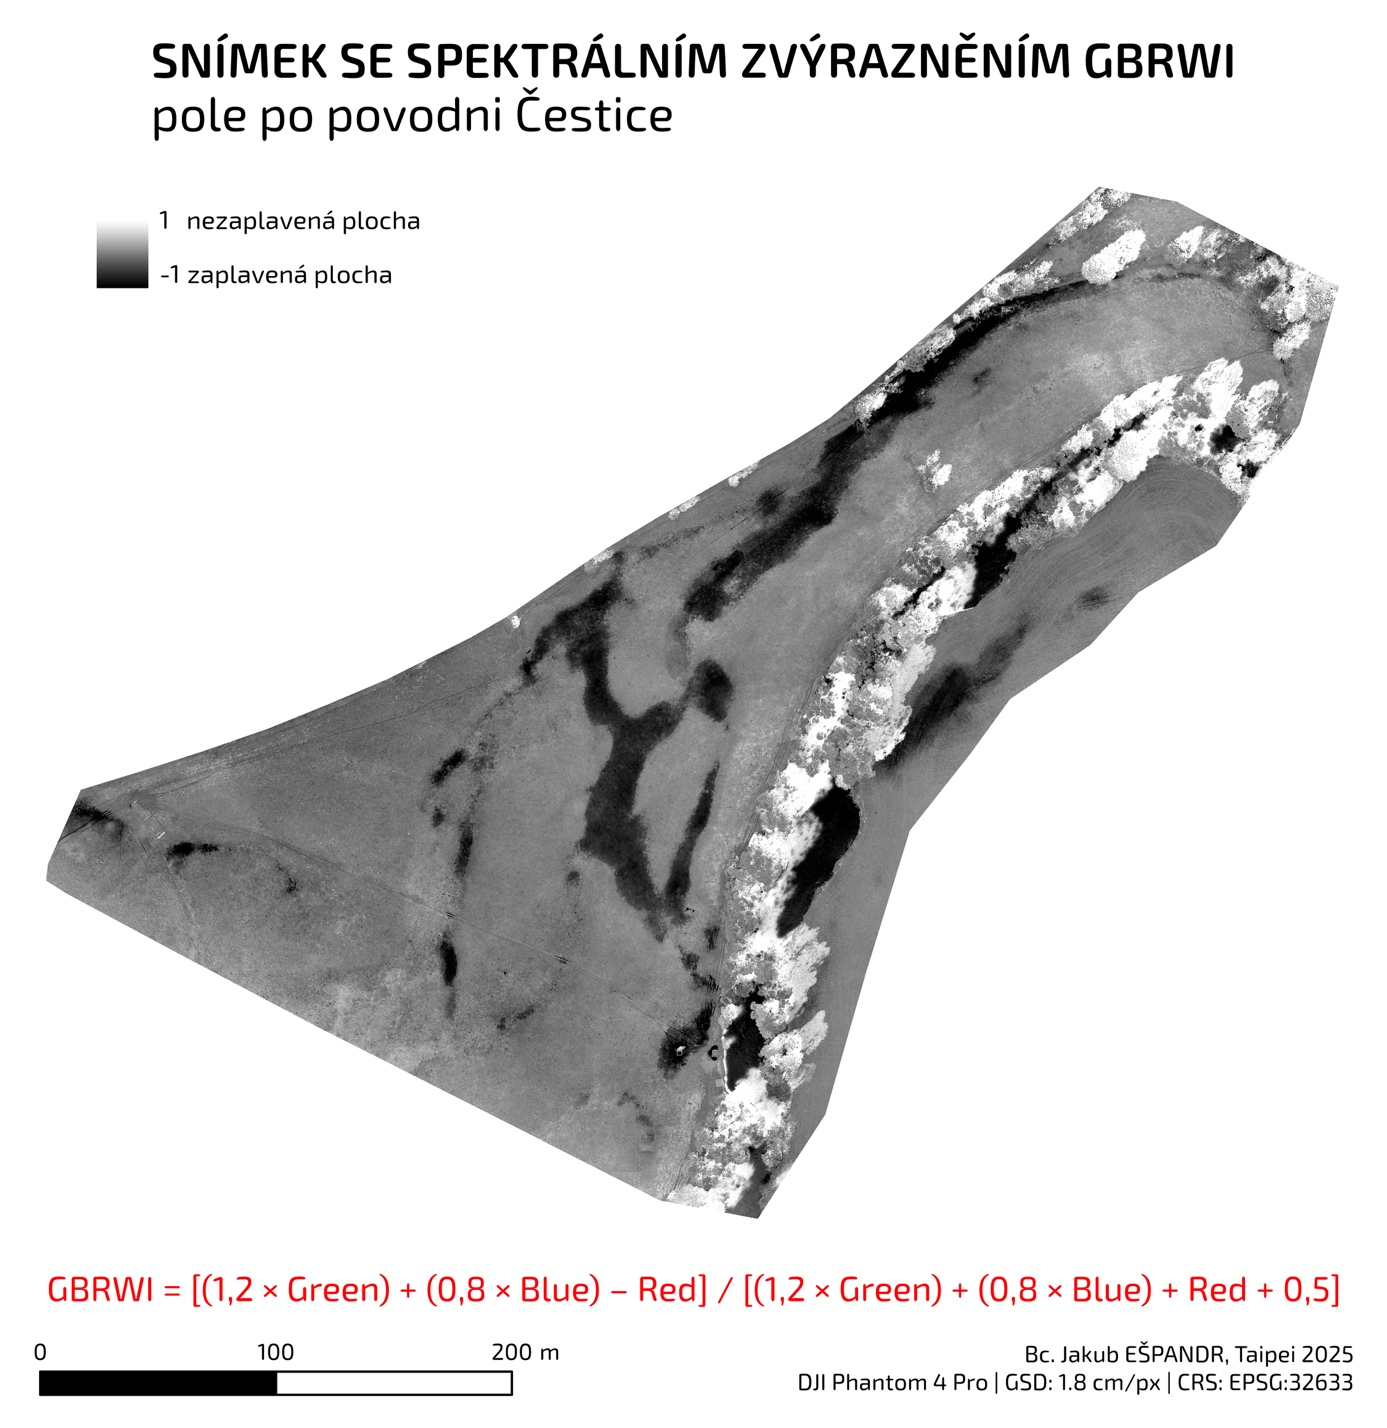 SNÍMEK SE SPEKTRÁLNÍM ZVÝRAZNĚNÍM GBRWI
pole po povodni Čestice
1 nezaplavená plocha
-1 zaplavená plocha
GBRWI = [(1,2 × Green) + (0,8 × Blue) – Red] / [(1,2 × Green) + (0,8 × Blue) + Red + 0,5]
0 100 200 m
Bc. Jakub EŠPANDR, Taipei 2025
DJI Phantom 4 Pro | GSD: 1.8 cm/px | CRS: EPSG:32633